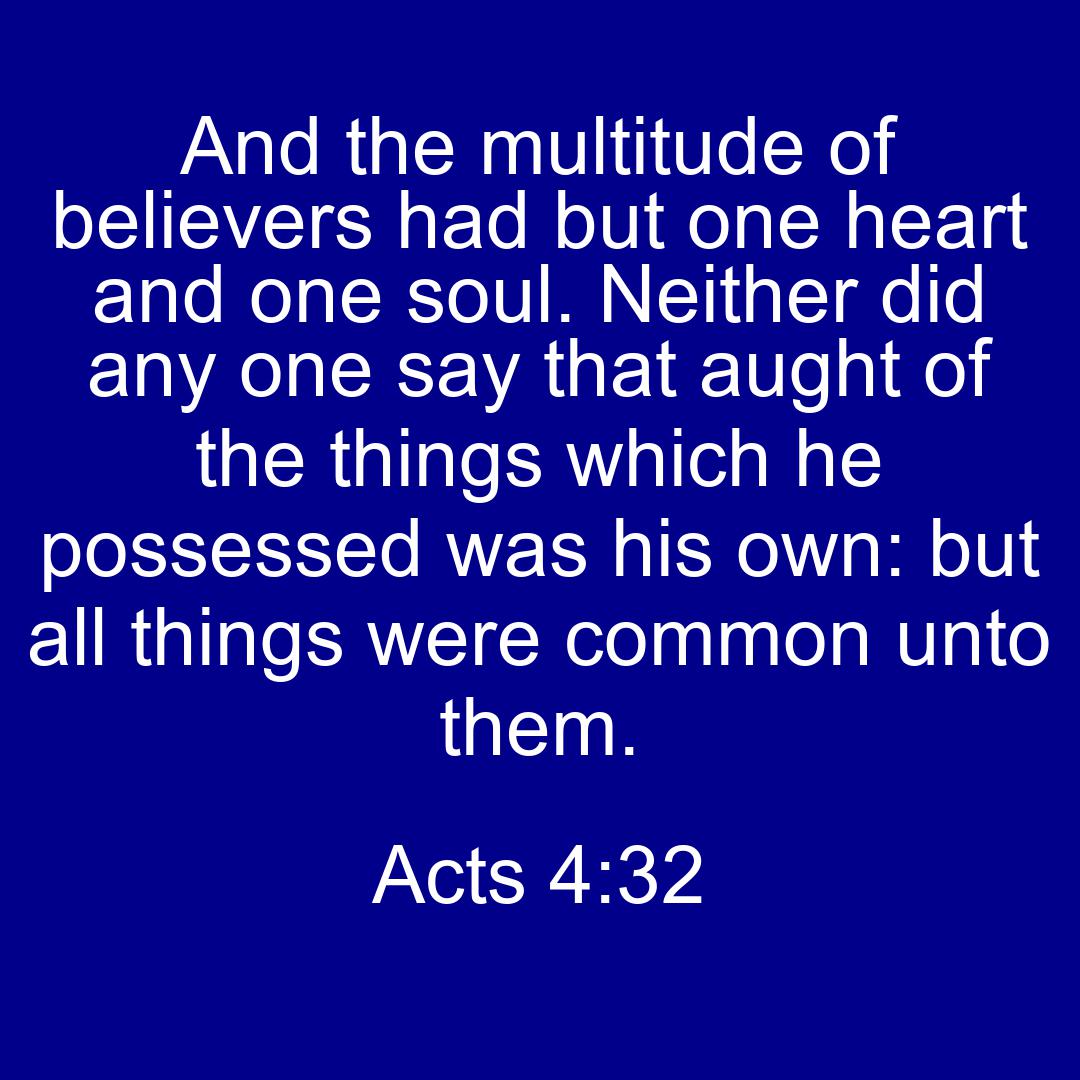 And the multitude of
believers had but one heart
and one soul. Neither did
any one say that aught of
the things which he
possessed was his own: but
all things were common unto
them.
Acts 4:32